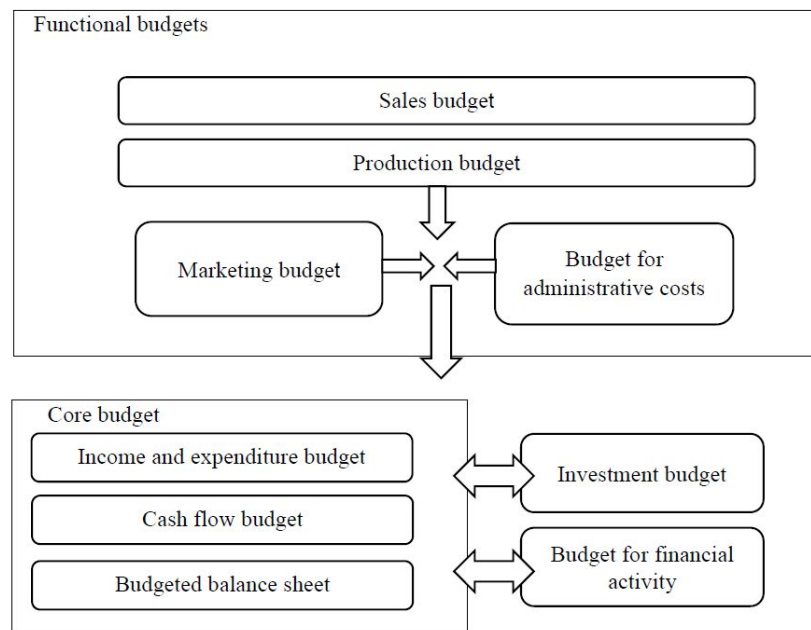 Functional budgets
Sales budget
Production budget
Marketing budget
Budget for
administrative costs
Core budget
Income and expenditure budget
Investment budget
Cash flow budget
Budget for financial
activity
Budgeted balance sheet